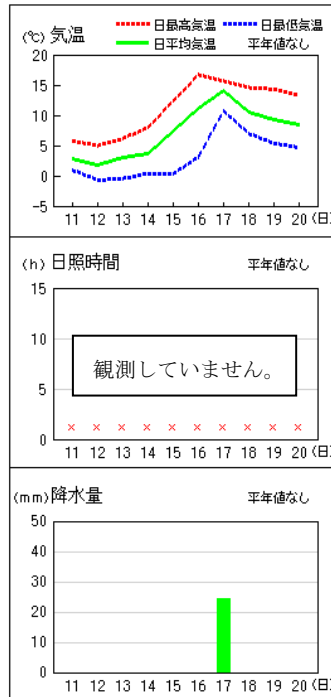 (℃) 気温
日最高気温 日最低気温
日平均気温 平年値なし
20
15
10
5
0
−5
11 12 13 14 15 16 17 18 19 20 (日)
(h) 日照時間 平年値なし
15
10
観測していません。
5
× × × × × × × × × ×
0
11 12 13 14 15 16 17 18 19 20 (日)
(mm) 降水量 平年値なし
50
40
30
20
10
0
11 12 13 14 15 16 17 18 19 20 (日)